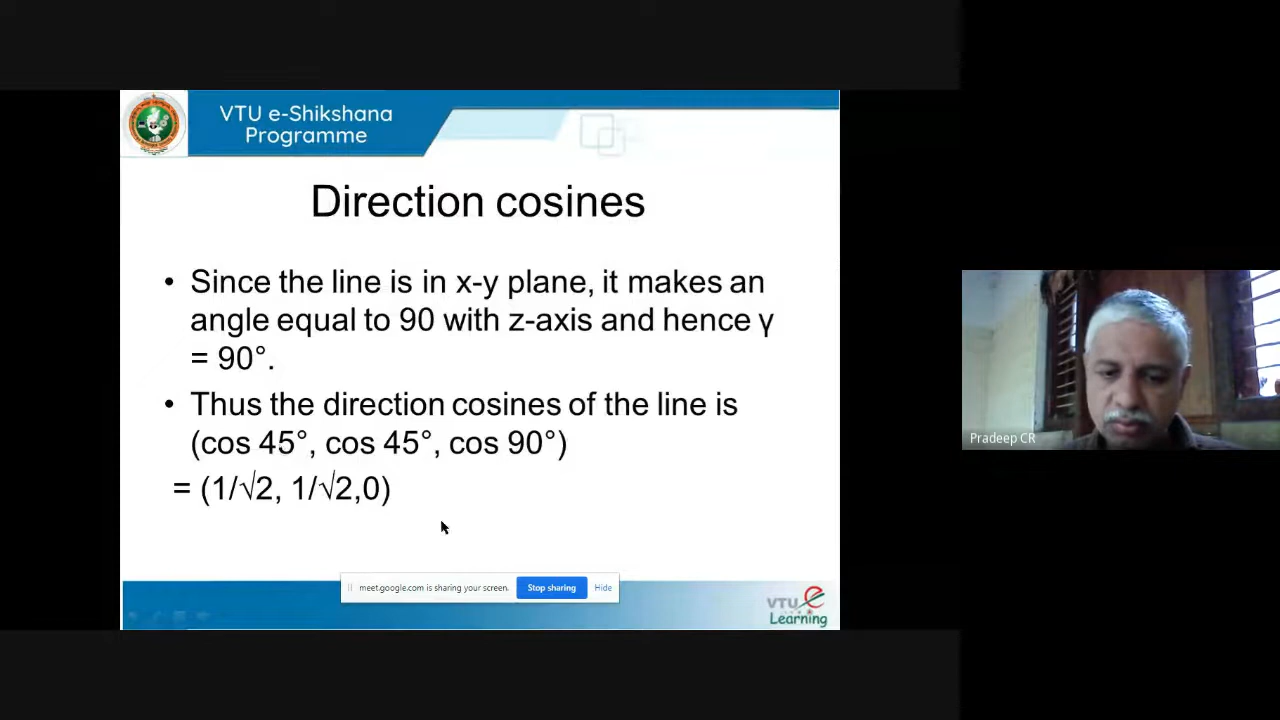 VTU e-Shikshana
Programme
Direction cosines
• Since the line is in x-y plane, it makes an
angle equal to 90 with z-axis and hence γ
= 90°.
• Thus the direction cosines of the line is
(cos 45°, cos 45°, cos 90°)
= (1/√2, 1/√2,0)
Pradeep CR
meet.google.com is sharing your screen.
Stop sharing
Hide
VTU e
Learning